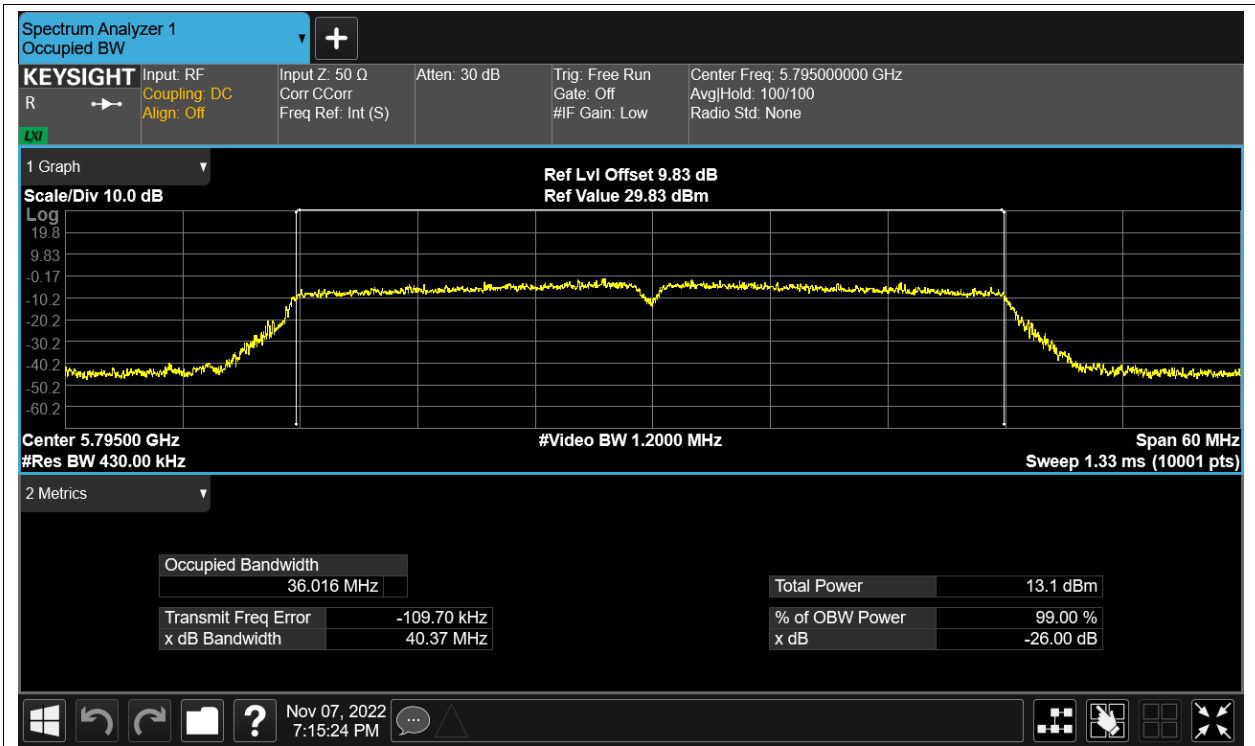 Spectrum Analyzer 1
Occupied BW
KEYSIGHT
R
LXI
Input: RF
Coupling: DC
Align: Off
Input Z: 50 Ω
Corr CCorr
Freq Ref: Int (S)
Atten: 30 dB
Trig: Free Run
Gate: Off
#IF Gain: Low
Center Freq: 5.795000000 GHz
Avg|Hold: 100/100
Radio Std: None
1 Graph
Scale/Div 10.0 dB
Ref Lvl Offset 9.83 dB
Ref Value 29.83 dBm
Log
19.8
9.83
-0.17
-10.2
-20.2
-30.2
-40.2
-50.2
-60.2
Center 5.79500 GHz
#Video BW 1.2000 MHz
Span 60 MHz
#Res BW 430.00 kHz
Sweep 1.33 ms (10001 pts)
2 Metrics
Occupied Bandwidth
36.016 MHz
Total Power 13.1 dBm
Transmit Freq Error -109.70 kHz
% of OBW Power 99.00 %
x dB Bandwidth 40.37 MHz
x dB -26.00 dB
?
Nov 07, 2022
7:15:24 PM